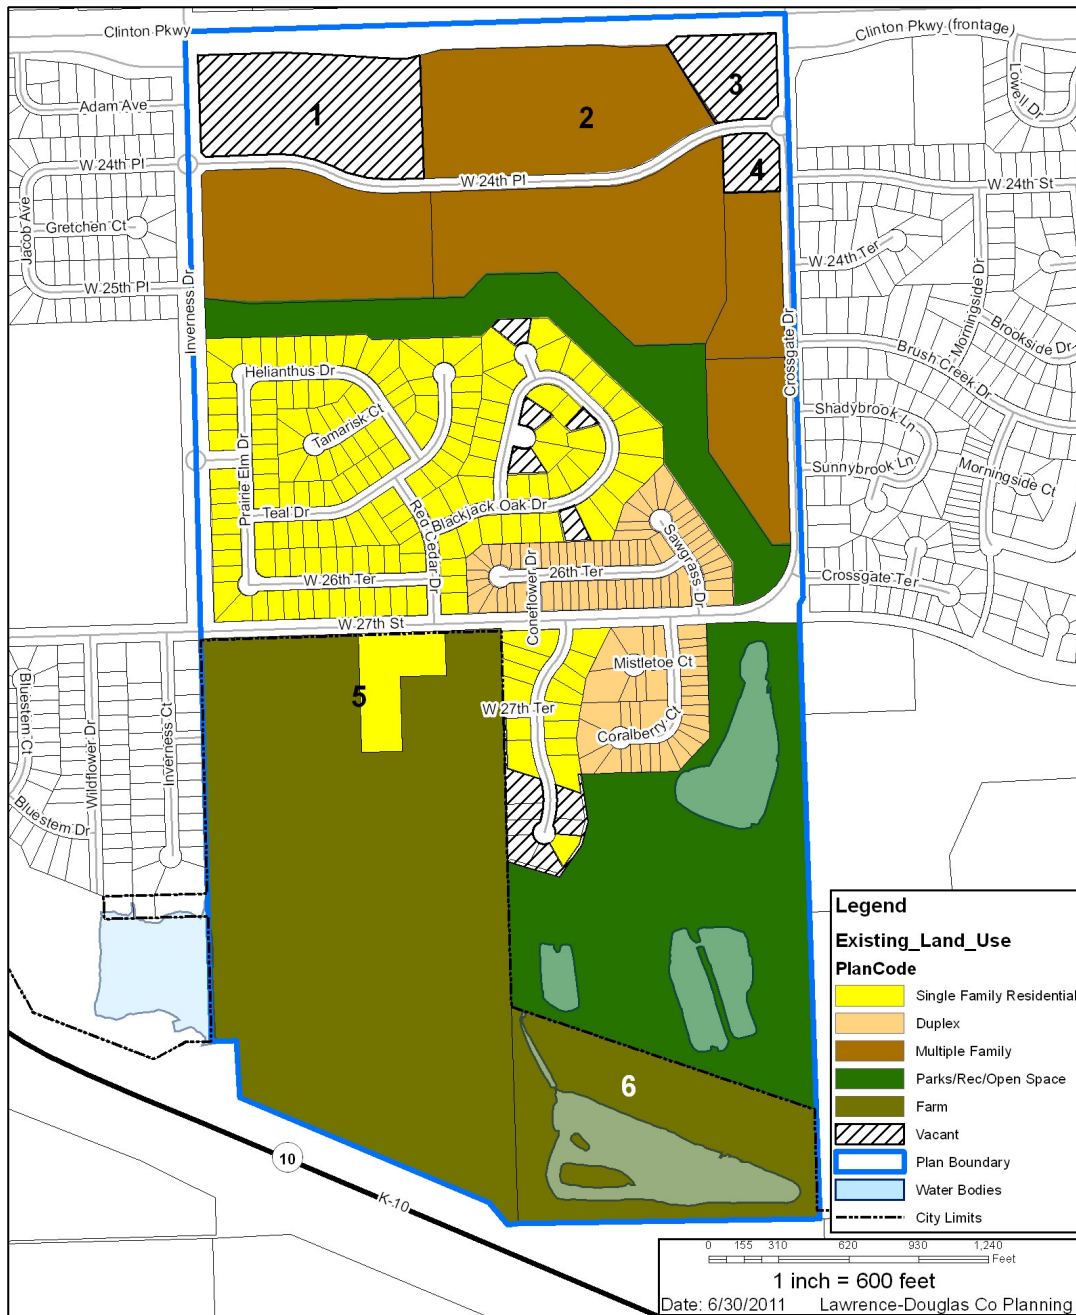 Clinton Pkwy
Clinton Pkwy (frontage)
Lowell Dr
Adam Ave
1
2
3
4
W 24th Pl
W 24th Pl
W 24th St
Jacob Ave
Gretchen Ct
W 24th Ter
W 25th Pl
Inverness Dr
Crossgate Dr
Morningside Dr
Brookside Dr
Brush Creek Dr
Helianthus Dr
Tamarisk Ct
Shadybrook Ln
Prairie Elm Dr
Sunnybrook Ln
Morningside Ct
Teal Dr
Red Cedar Dr
Blackjack Oak Dr
Sawgrass Dr
W 26th Ter
26th Ter
Coneflower Dr
Crossgate Ter
W 27th St
Mistletoe Ct
5
Bluestem Ct
Wildflower Dr
Inverness Ct
W 27th Ter
Coralberry Ct
Bluestem Dr
6
10
K-10
Legend
Existing_Land_Use
PlanCode
Single Family Residential
Duplex
Multiple Family
Parks/Rec/Open Space
Farm
Vacant
Plan Boundary
Water Bodies
City Limits
0 155 310 620 930 1,240
Feet
1 inch = 600 feet
Date: 6/30/2011 Lawrence-Douglas Co Planning